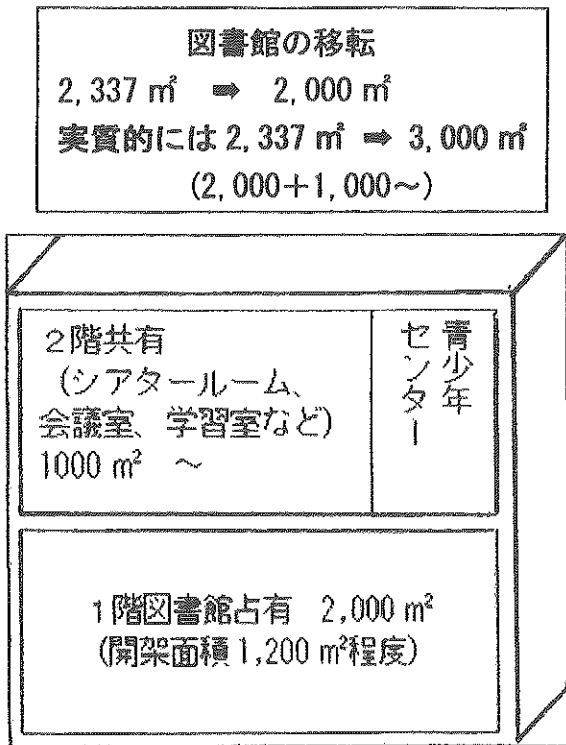 図書館の移転
2,337 ㎡ ➡ 2,000 ㎡
実質的には 2,337 ㎡ ➡ 3,000 ㎡
(2,000＋1,000～)
２階共有
(シアタールーム、
会議室、学習室など)
1000 ㎡ ～
青少年
センター
１階図書館占有 2,000 ㎡
(開架面積 1,200 ㎡程度)